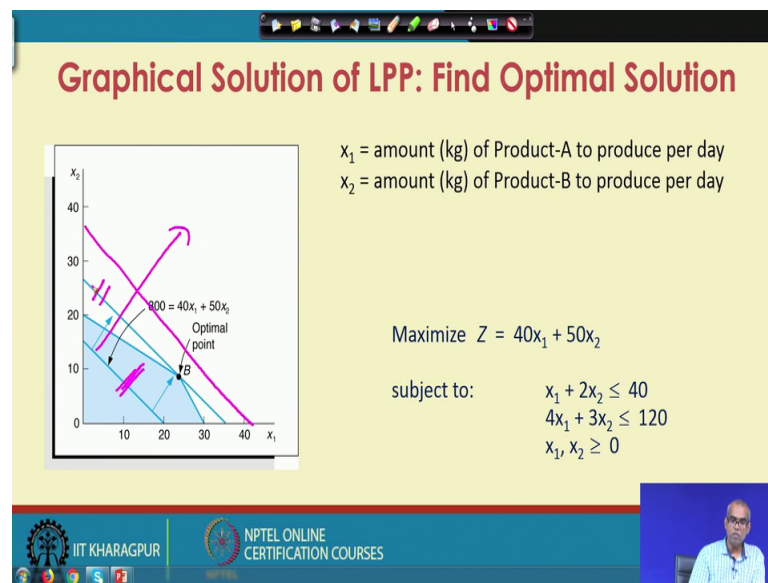 Graphical Solution of LPP: Find Optimal Solution
x₁ = amount (kg) of Product-A to produce per day
x₂ = amount (kg) of Product-B to produce per day
x₂
40
30
20
10
0
10 20 30 40 x₁
800 = 40x₁ + 50x₂
Optimal
point
B
Maximize Z = 40x₁ + 50x₂
subject to: x₁ + 2x₂ ≤ 40
4x₁ + 3x₂ ≤ 120
x₁, x₂ ≥ 0
IIT KHARAGPUR
NPTEL ONLINE
CERTIFICATION COURSES